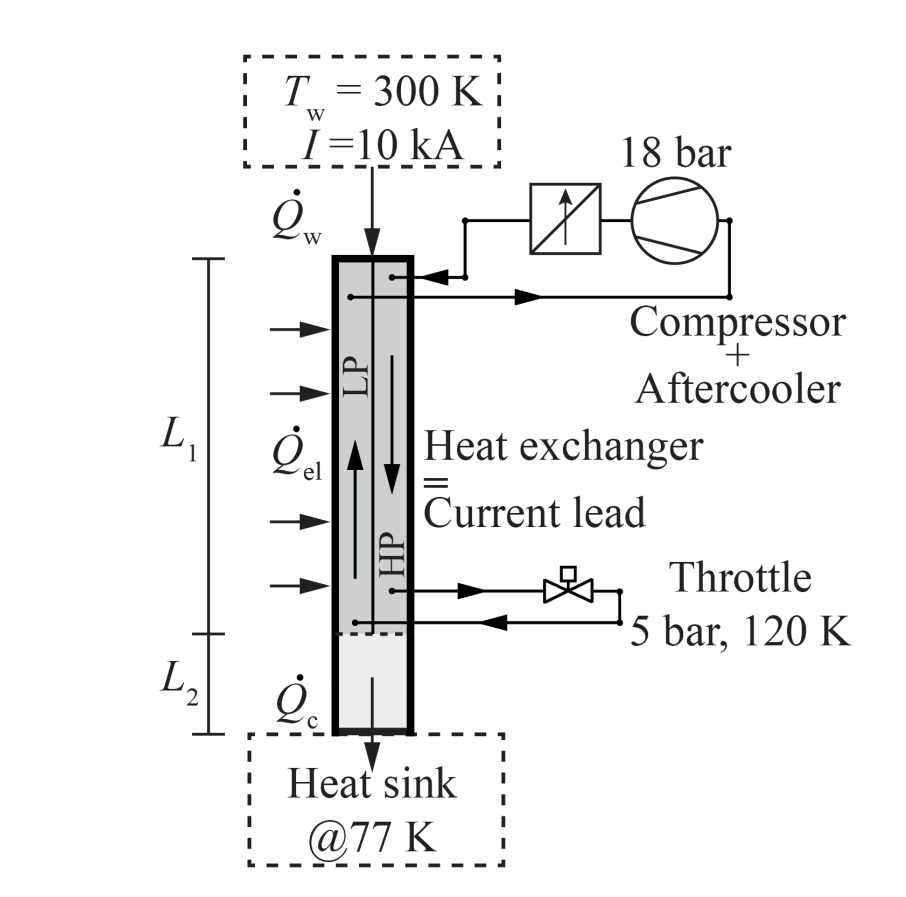 T_w = 300 K
I =10 kA
18 bar
Q̇_w
Compressor
+
Aftercooler
LP
L_1
Q̇_el
Heat exchanger
=
Current lead
HP
Throttle
5 bar, 120 K
L_2
Q̇_c
Heat sink
@77 K